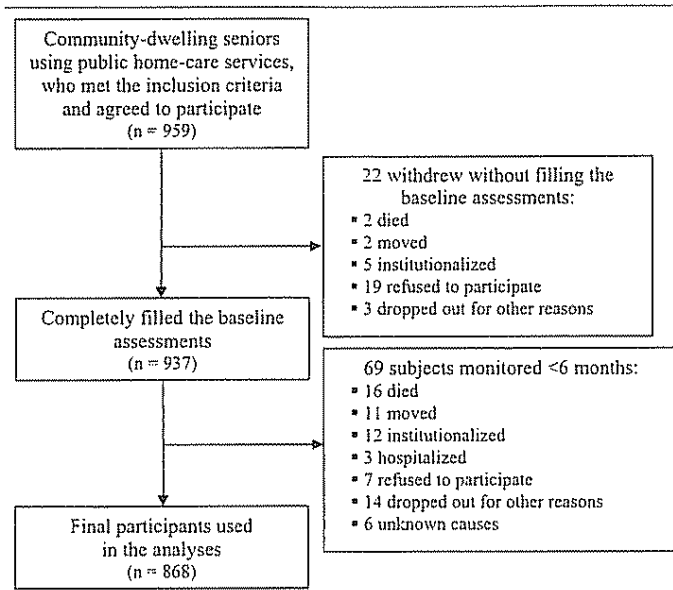 Community-dwelling seniors
using public home-care services,
who met the inclusion criteria
and agreed to participate
(n = 959)
22 withdrew without filling the
baseline assessments:
▪ 2 died
▪ 2 moved
▪ 5 institutionalized
▪ 19 refused to participate
▪ 3 dropped out for other reasons
Completely filled the baseline
assessments
(n = 937)
69 subjects monitored <6 months:
▪ 16 died
▪ 11 moved
▪ 12 institutionalized
▪ 3 hospitalized
▪ 7 refused to participate
▪ 14 dropped out for other reasons
▪ 6 unknown causes
Final participants used
in the analyses
(n = 868)